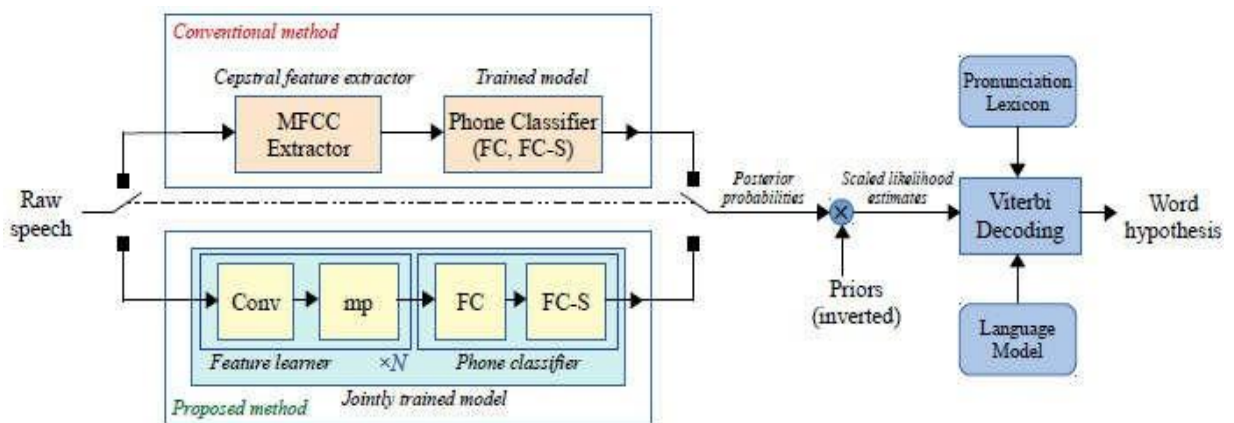 Conventional method
Cepstral feature extractor
Trained model
MFCC
Extractor
Phone Classifier
(FC, FC-S)
Pronunciation
Lexicon
Raw
speech
Posterior
probabilities
Scaled likelihood
estimates
×
Viterbi
Decoding
Word
hypothesis
Priors
(inverted)
Language
Model
Conv
mp
FC
FC-S
Feature learner
×N
Phone classifier
Jointly trained model
Proposed method